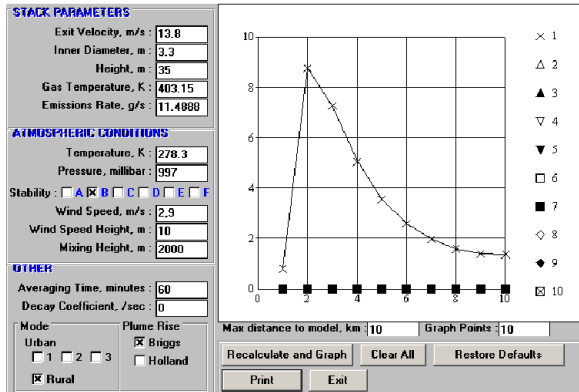 STACK PARAMETERS
Exit Velocity, m/s : 13.8
Inner Diameter, m : 3.3
Height, m : 35
Gas Temperature, K : 403.15
Emissions Rate, g/s : 11.4888
ATMOSPHERIC CONDITIONS
Temperature, K : 278.3
Pressure, millibar : 997
Stability : A B C D E F
Wind Speed, m/s : 2,9
Wind Speed Height, m : 10
Mixing Height, m : 2000
OTHER
Averaging Time, minutes : 60
Decay Coefficient, /sec : 0
Mode
Urban
1 2 3
Rural
Plume Rise
Briggs
Holland
10
8
6
4
2
0
0 2 4 6 8 10
1
2
3
4
5
6
7
8
9
10
Max distance to model, km : 10 Graph Points : 10
Recalculate and Graph Clear All Restore Defaults
Print Exit